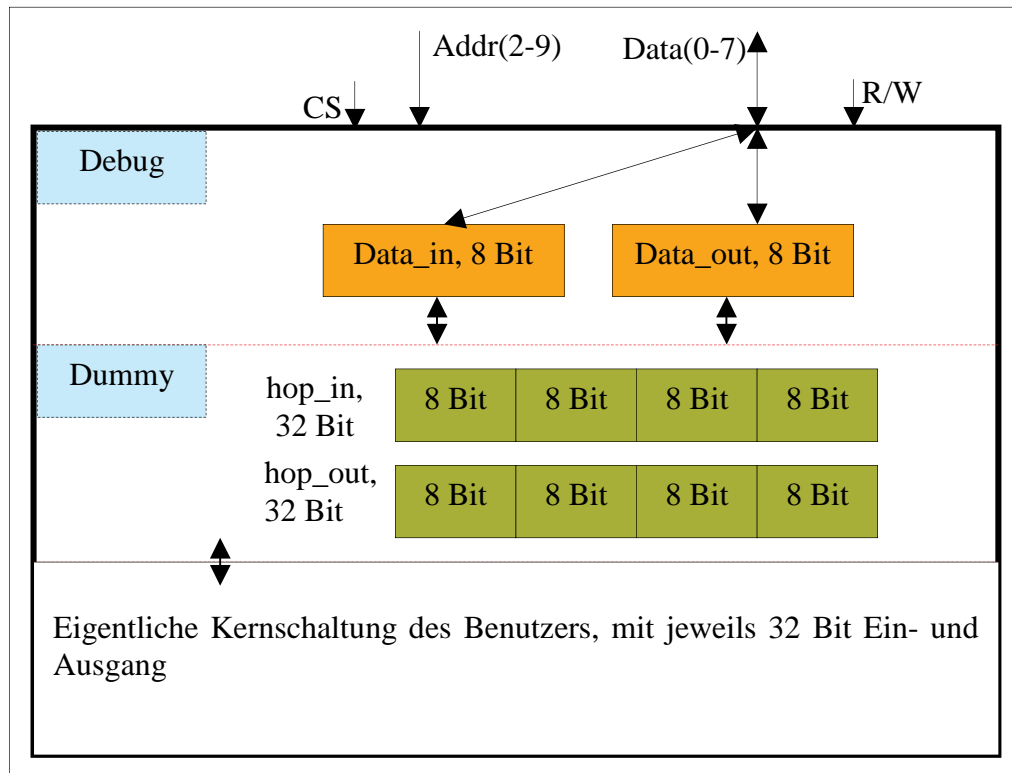 Addr(2-9)
Data(0-7)
CS
R/W
Debug
Data_in, 8 Bit
Data_out, 8 Bit
Dummy
hop_in,
32 Bit
8 Bit
8 Bit
8 Bit
8 Bit
hop_out,
32 Bit
8 Bit
8 Bit
8 Bit
8 Bit
Eigentliche Kernschaltung des Benutzers, mit jeweils 32 Bit Ein- und
Ausgang